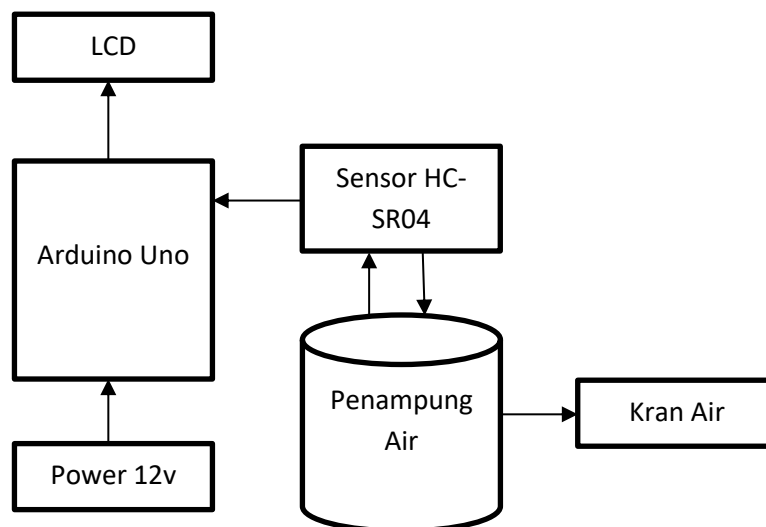 LCD
Sensor HC-
SR04
Arduino Uno
Penampung
Air
Kran Air
Power 12v